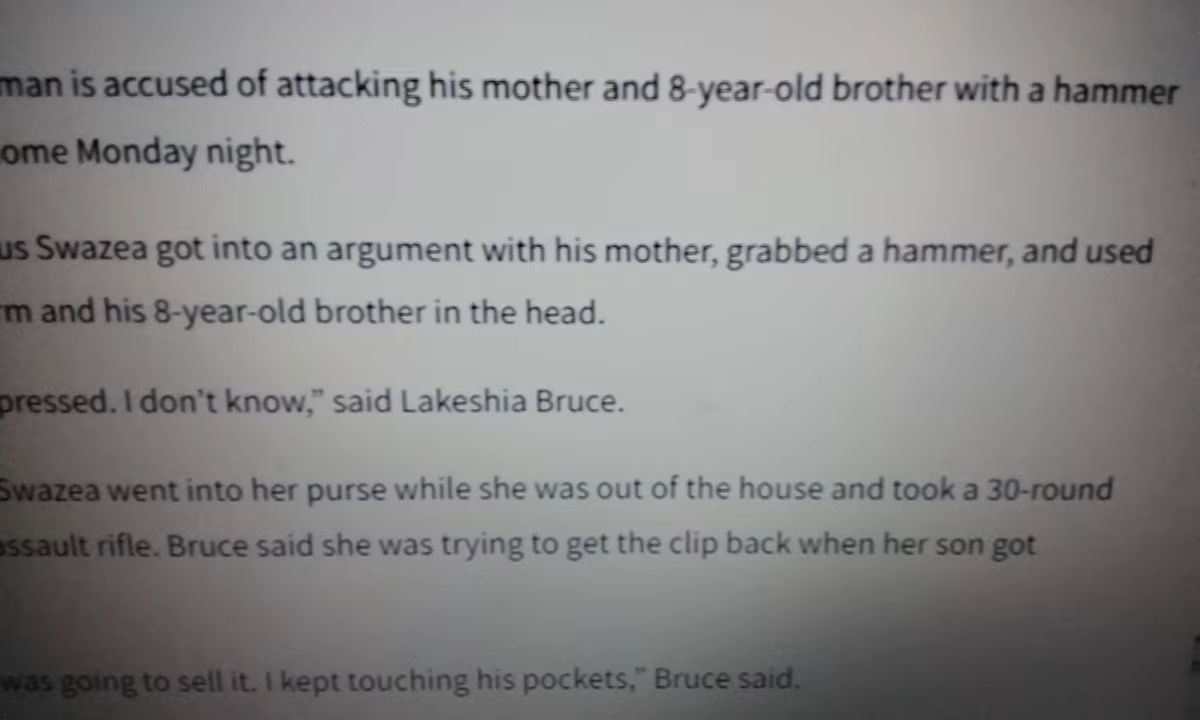 man is accused of attacking his mother and 8-year-old brother with a hammer
ome Monday night.
us Swazea got into an argument with his mother, grabbed a hammer, and used
m and his 8-year-old brother in the head.
pressed. I don't know,” said Lakeshia Bruce.
Swazea went into her purse while she was out of the house and took a 30-round
assault rifle. Bruce said she was trying to get the clip back when her son got
was going to sell it. I kept touching his pockets,” Bruce said.